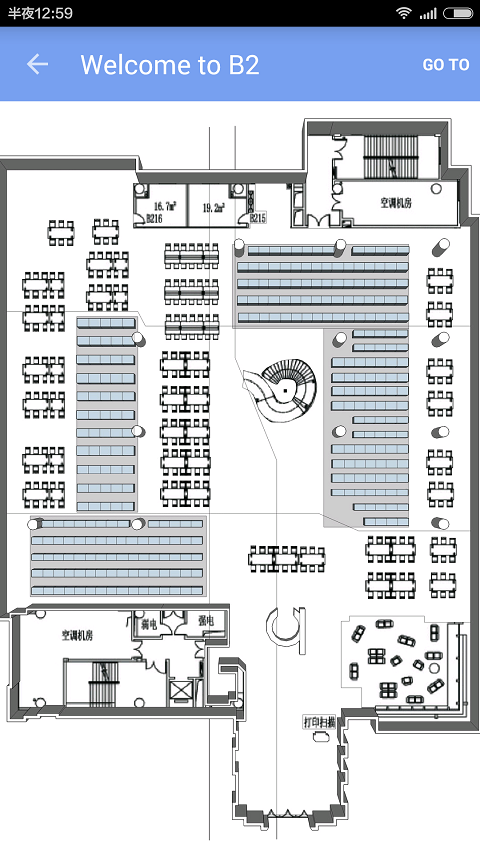 半夜12:59
Welcome to B2
GO TO
16.7m²
19.2m²
B216
B215
空调机房
空调机房
弱电
强电
打印扫描